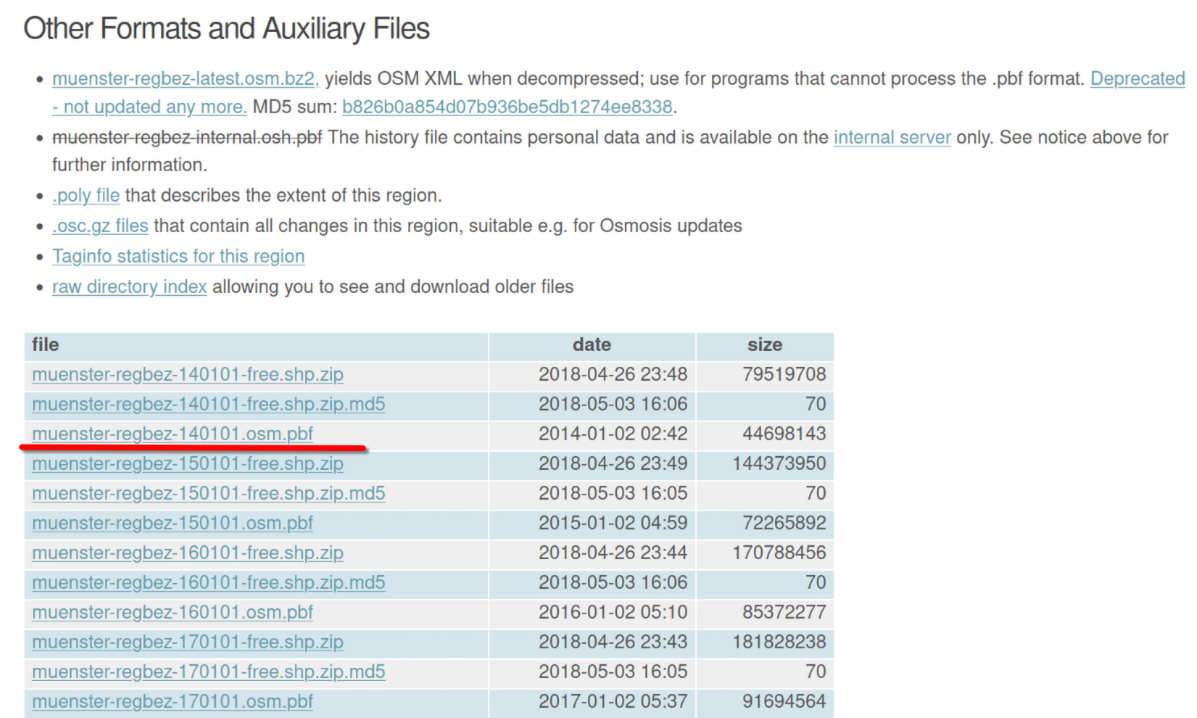 Other Formats and Auxiliary Files
muenster-regbez-latest.osm.bz2, yields OSM XML when decompressed; use for programs that cannot process the .pbf format. Deprecated
- not updated any more. MD5 sum: b826b0a854d07b936be5db1274ee8338.
muenster-regbez-internal.osh.pbf The history file contains personal data and is available on the internal server only. See notice above for
further information.
.poly file that describes the extent of this region.
.osc.gz files that contain all changes in this region, suitable e.g. for Osmosis updates
Taginfo statistics for this region
raw directory index allowing you to see and download older files
file date size
muenster-regbez-140101-free.shp.zip 2018-04-26 23:48 79519708
muenster-regbez-140101-free.shp.zip.md5 2018-05-03 16:06 70
muenster-regbez-140101.osm.pbf 2014-01-02 02:42 44698143
muenster-regbez-150101-free.shp.zip 2018-04-26 23:49 144373950
muenster-regbez-150101-free.shp.zip.md5 2018-05-03 16:05 70
muenster-regbez-150101.osm.pbf 2015-01-02 04:59 72265892
muenster-regbez-160101-free.shp.zip 2018-04-26 23:44 170788456
muenster-regbez-160101-free.shp.zip.md5 2018-05-03 16:06 70
muenster-regbez-160101.osm.pbf 2016-01-02 05:10 85372277
muenster-regbez-170101-free.shp.zip 2018-04-26 23:43 181828238
muenster-regbez-170101-free.shp.zip.md5 2018-05-03 16:05 70
muenster-regbez-170101.osm.pbf 2017-01-02 05:37 91694564